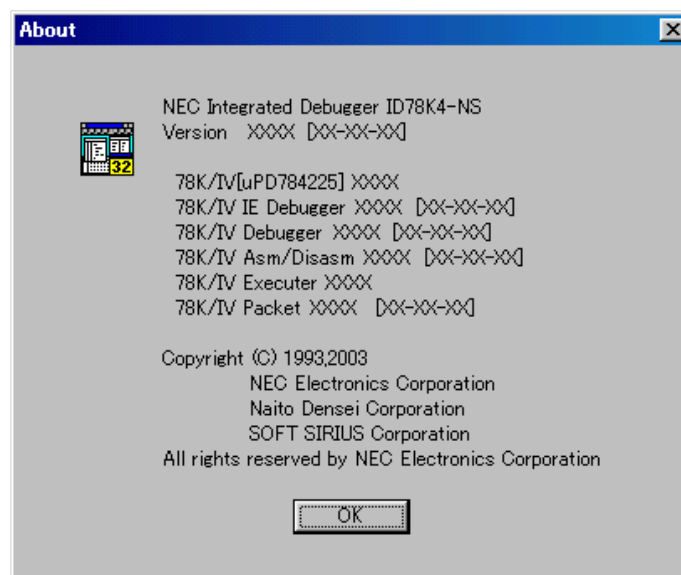 About
NEC Integrated Debugger ID78K4-NS
Version XXXX [XX-XX-XX]
32
78K/IV[uPD784225] XXXX
78K/IV IE Debugger XXXX [XX-XX-XX]
78K/IV Debugger XXXX [XX-XX-XX]
78K/IV Asm/Disasm XXXX [XX-XX-XX]
78K/IV Executer XXXX
78K/IV Packet XXXX [XX-XX-XX]
Copyright (C) 1993,2003
NEC Electronics Corporation
Naito Densei Corporation
SOFT SIRIUS Corporation
All rights reserved by NEC Electronics Corporation
OK